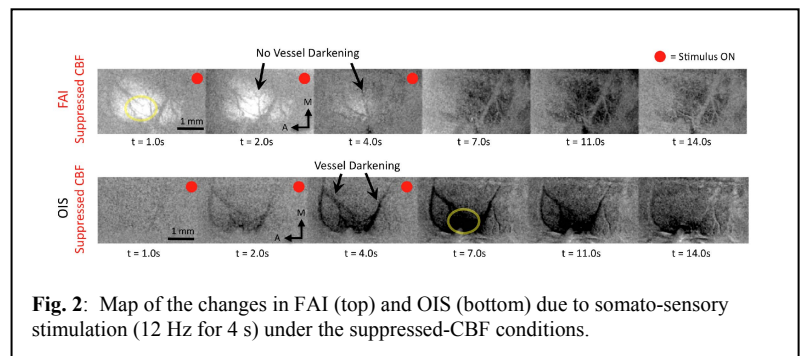 No Vessel Darkening
= Stimulus ON
FAI
Suppressed CBF
M
A
1 mm
t = 1.0s t = 2.0s t = 4.0s t = 7.0s t = 11.0s t = 14.0s
Vessel Darkening
OIS
Suppressed CBF
M
A
1 mm
t = 1.0s t = 2.0s t = 4.0s t = 7.0s t = 11.0s t = 14.0s
Fig. 2: Map of the changes in FAI (top) and OIS (bottom) due to somato-sensory
stimulation (12 Hz for 4 s) under the suppressed-CBF conditions.